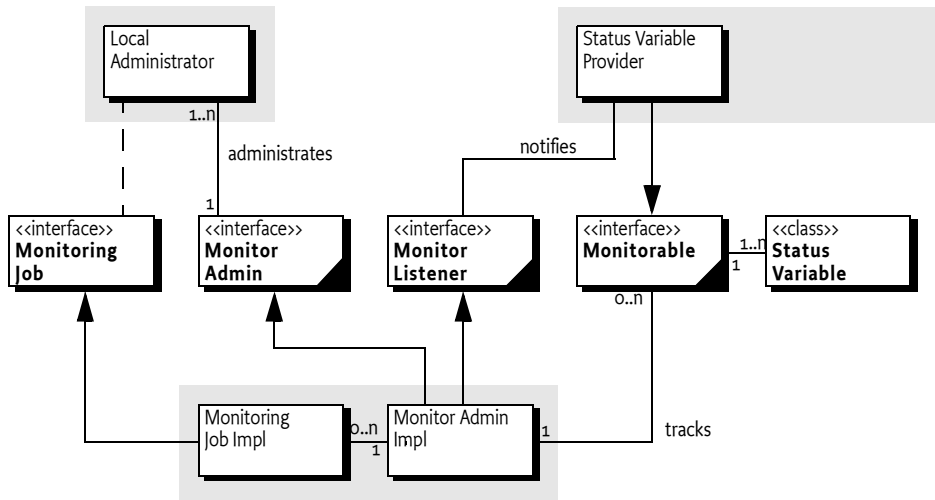 Local
Administrator
Status Variable
Provider
1..n
administrates
notifies
1
<<interface>>
Monitoring
Job
<<interface>>
Monitor
Admin
<<interface>>
Monitor
Listener
<<interface>>
Monitorable
1..n
1
<<class>>
Status
Variable
0..n
Monitoring
Job Impl
0..n
1
Monitor Admin
Impl
1
tracks